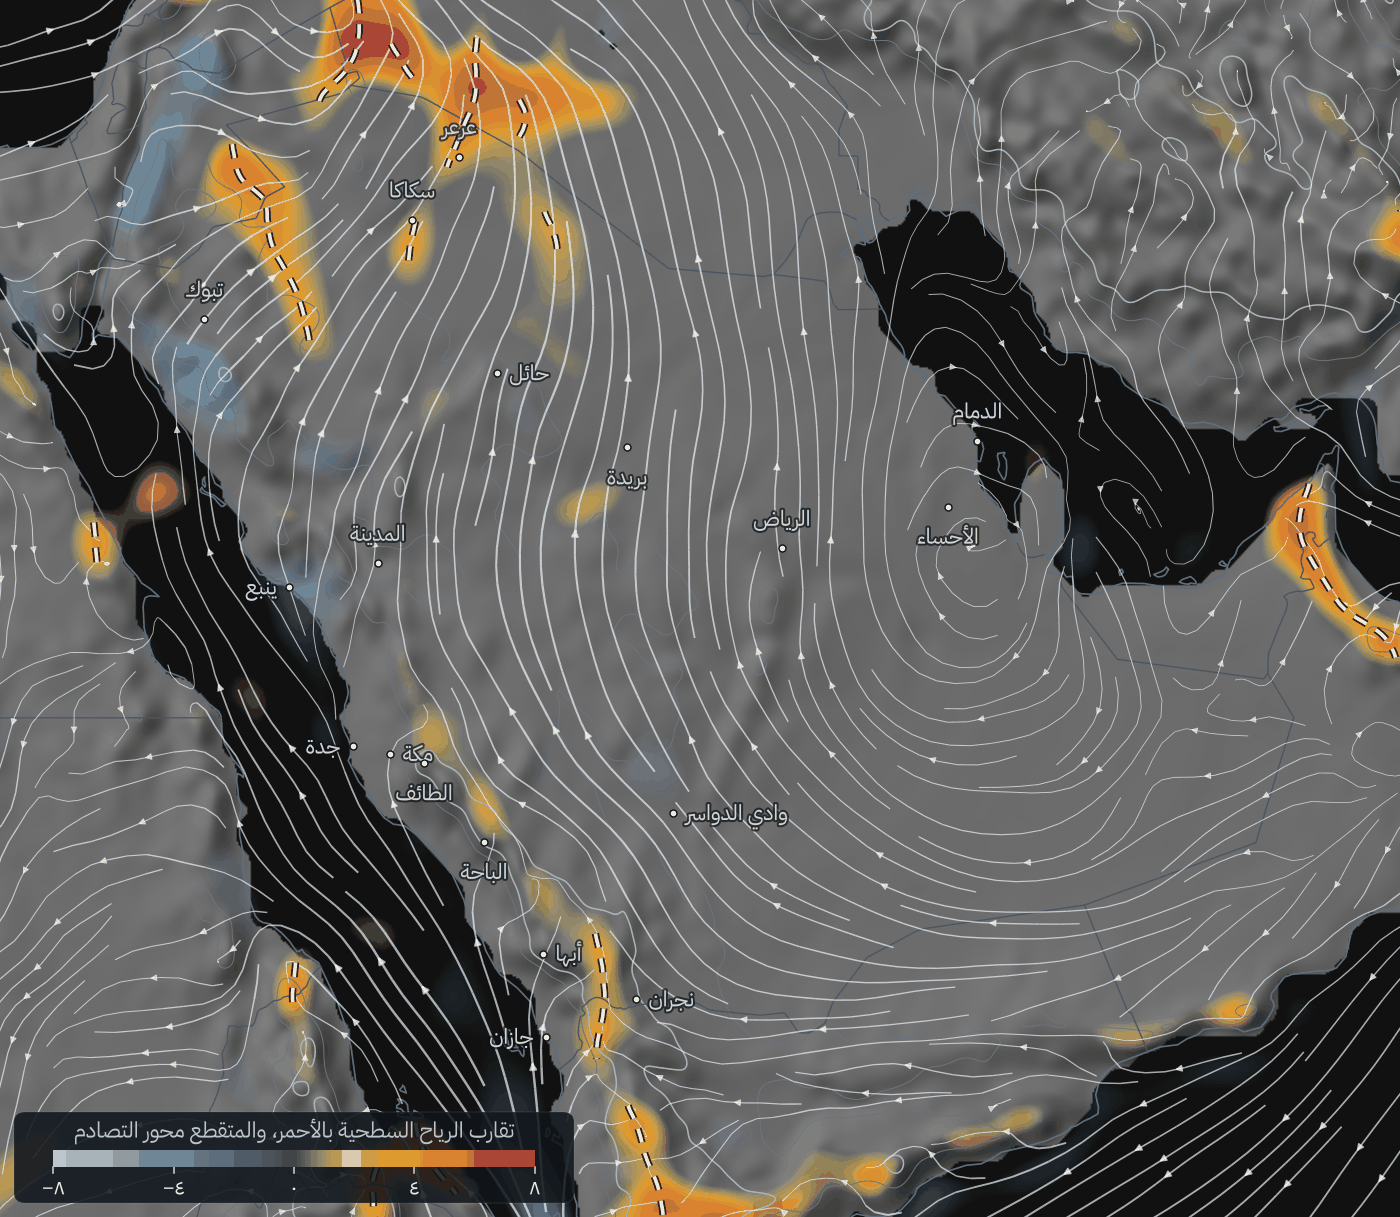 عرعر
سكاكا
تبوك
حائل
الدمام
بريدة
الرياض
الأحساء
المدينة
ينبع
جدة
مكة
الطائف
وادي الدواسر
الباحة
أبها
نجران
جازان
تقارب الرياح السطحية بالأحمر، والمتقطع محور التصادم
−٨ −٤ ٠ ٤ ٨